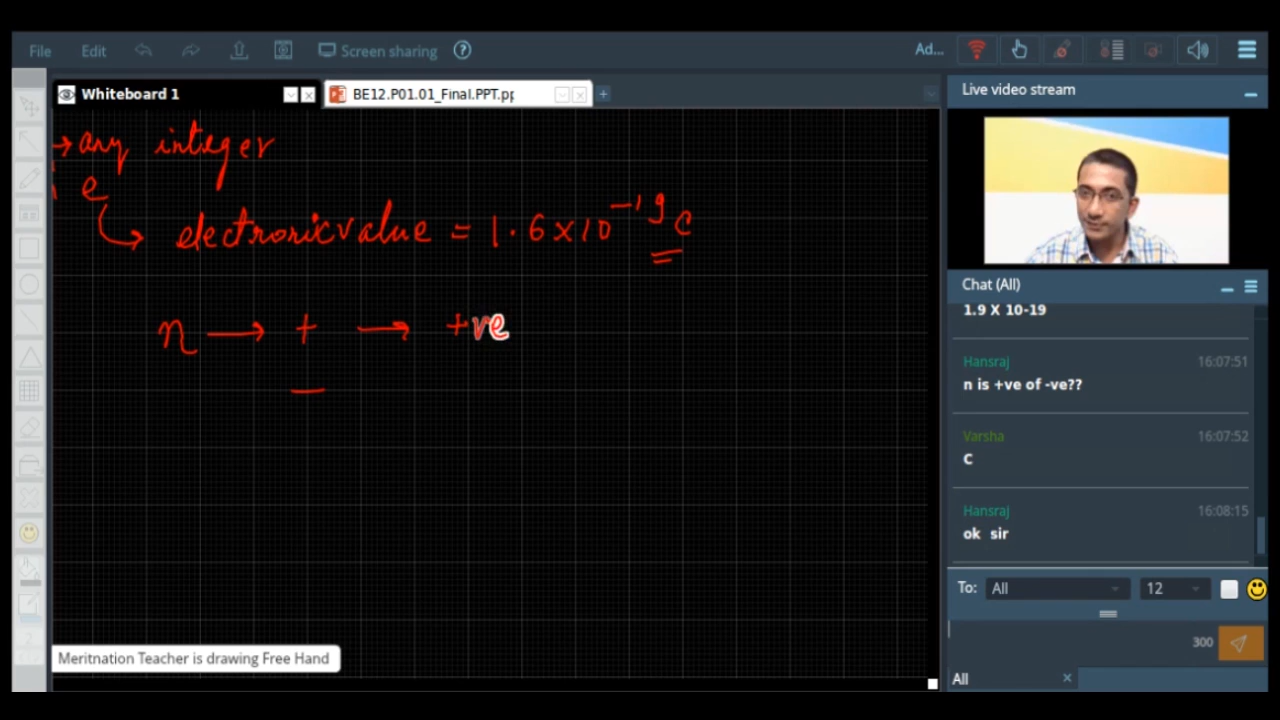 File Edit Screen sharing ? Ad...
Whiteboard 1
BE12.P01.01_Final.PPT.pp
Live video stream
→ any integer
e
electronic value = 1.6 x 10⁻¹⁹ C
n → + → +ve
−
Chat (All)
1.9 X 10-19
Hansraj 16:07:51
n is +ve of -ve??
Varsha 16:07:52
C
Hansraj 16:08:15
ok sir
To: All 12
300
All
Meritnation Teacher is drawing Free Hand